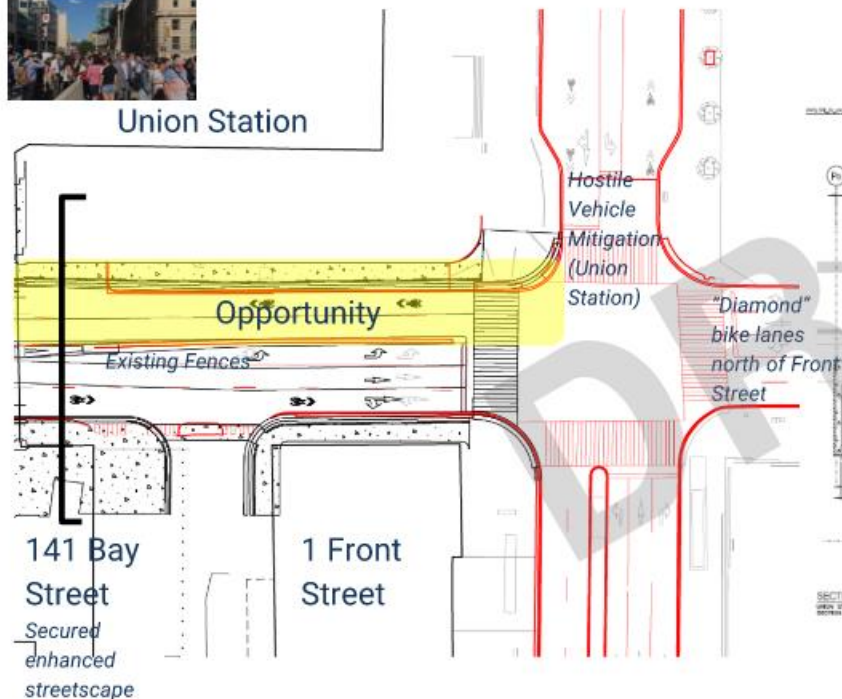 Union Station
Hostile
Vehicle
Mitigation
(Union
Station)
Opportunity
"Diamond"
bike lanes
north of Front
Street
Existing Fences
141 Bay
Street
Secured
enhanced
streetscape
1 Front
Street
DR